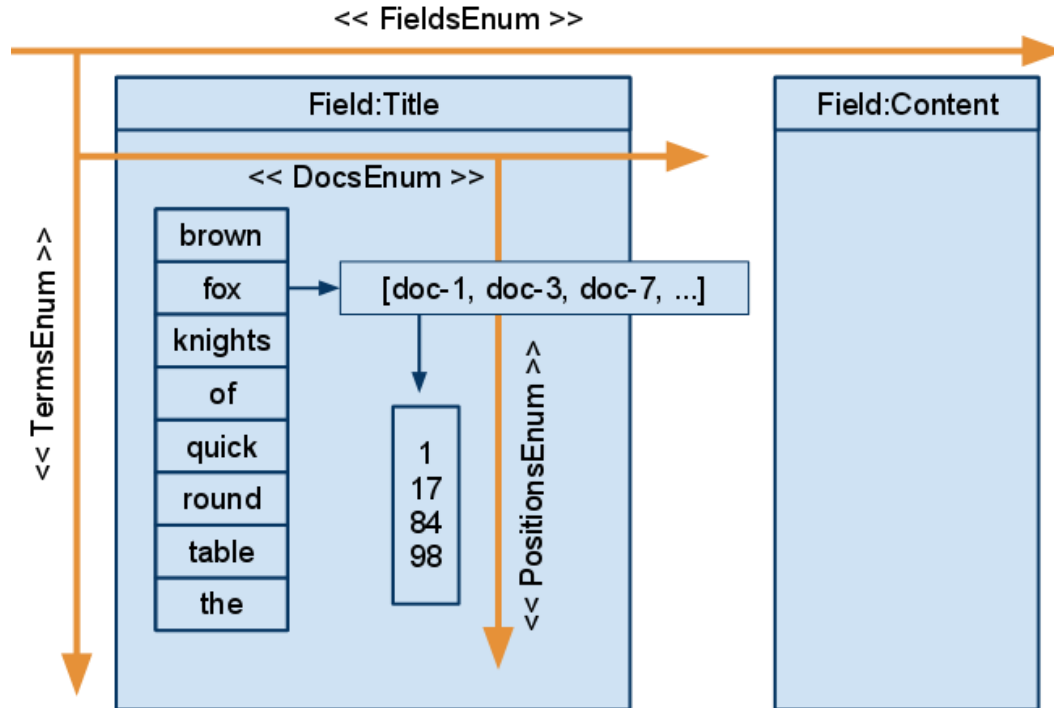 << FieldsEnum >>
Field:Title
Field:Content
<< DocsEnum >>
<< TermsEnum >>
brown
fox
knights
of
quick
round
table
the
[doc-1, doc-3, doc-7, ...]
1
17
84
98
<< PositionsEnum >>